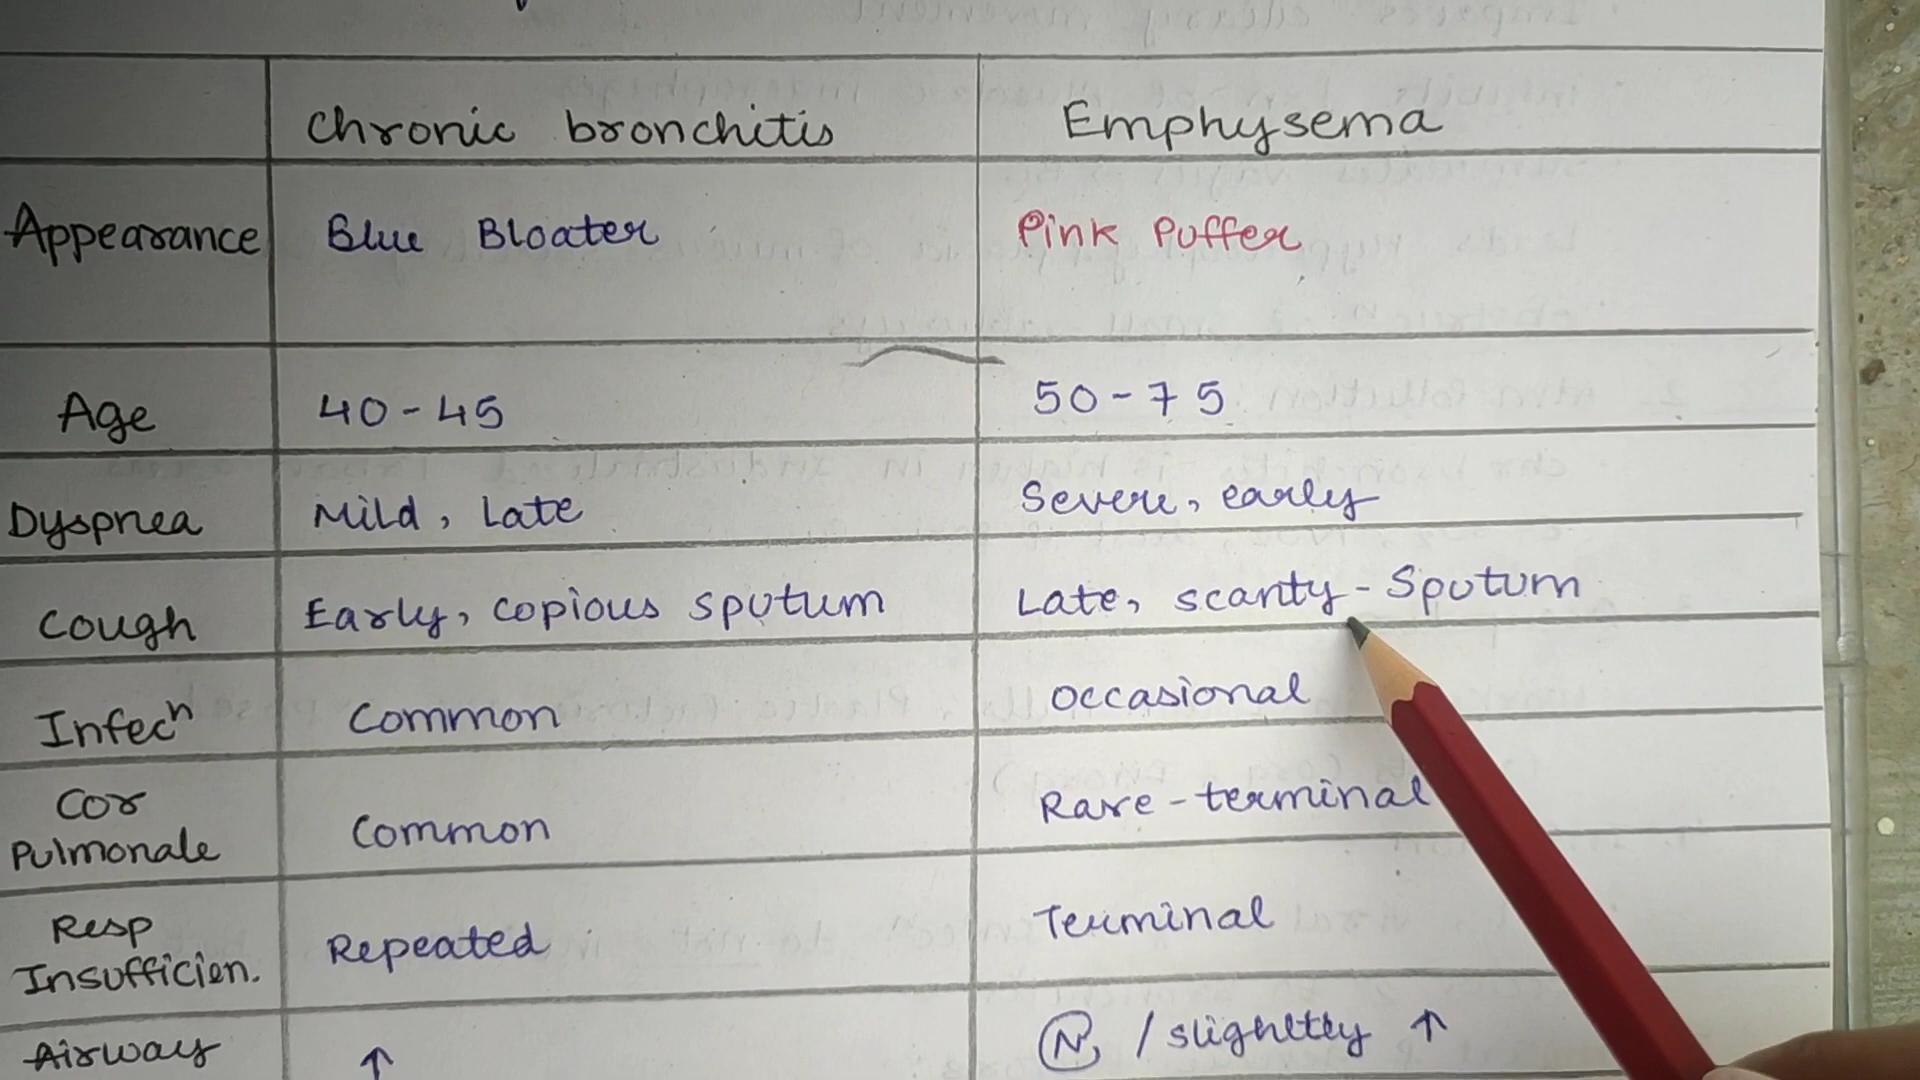 Chronic bronchitis Emphysema
Appearance Blue Bloater Pink Puffer
Age 40-45 50-75
Dyspnea Mild, Late Severe, early
Cough Early, copious sputum Late, scanty-Sputum
Infecⁿ Common Occasional
Cor
Pulmonale Common Rare-terminal
Resp
Insufficien. Repeated Terminal
Airway ↑ N / slightly ↑